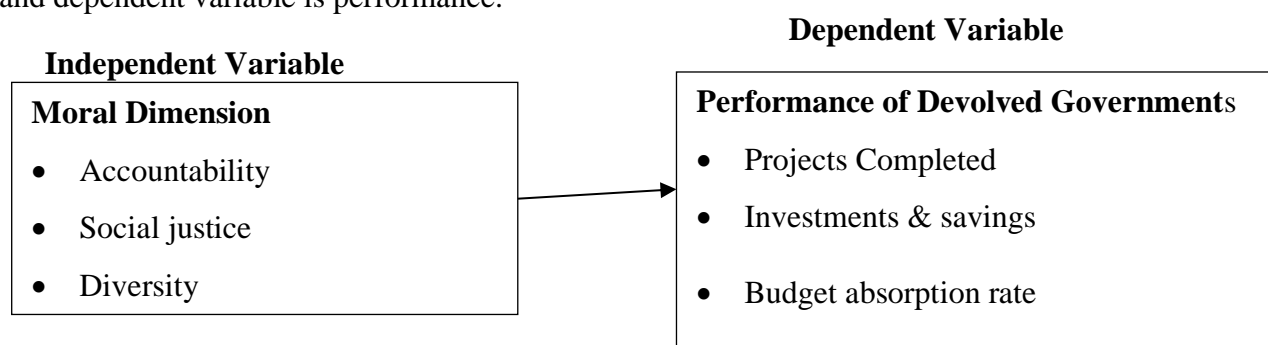 and dependent variable is performance.
Dependent Variable
Independent Variable
Moral Dimension
• Accountability
• Social justice
• Diversity
Performance of Devolved Governments
• Projects Completed
• Investments & savings
• Budget absorption rate